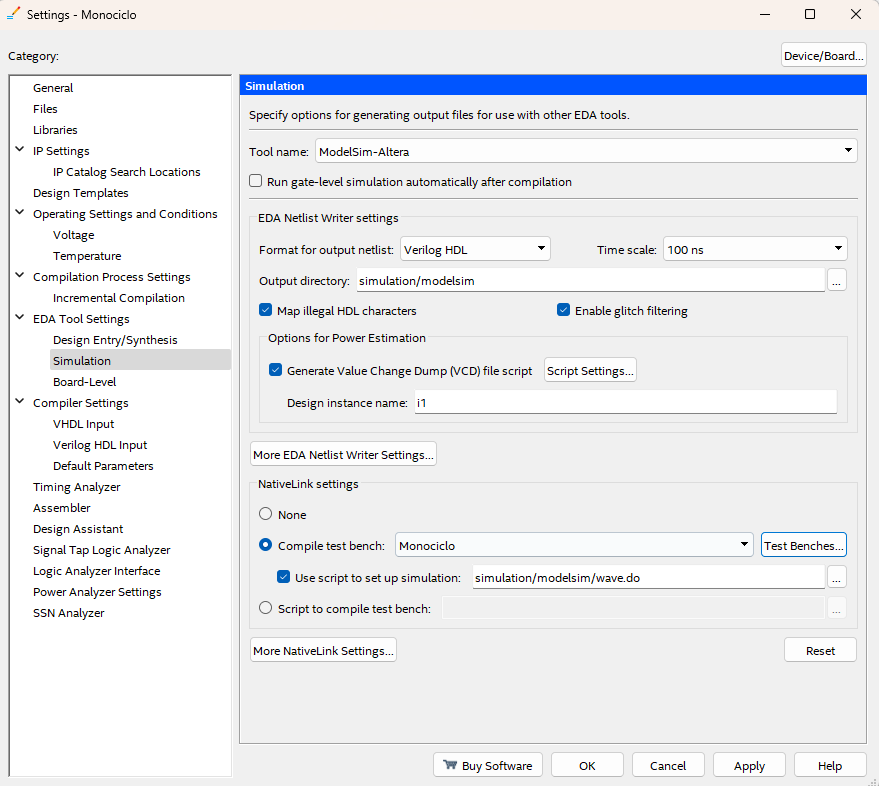 Settings - Monociclo
Category:
Device/Board...
General
Files
Libraries
IP Settings
IP Catalog Search Locations
Design Templates
Operating Settings and Conditions
Voltage
Temperature
Compilation Process Settings
Incremental Compilation
EDA Tool Settings
Design Entry/Synthesis
Simulation
Board-Level
Compiler Settings
VHDL Input
Verilog HDL Input
Default Parameters
Timing Analyzer
Assembler
Design Assistant
Signal Tap Logic Analyzer
Logic Analyzer Interface
Power Analyzer Settings
SSN Analyzer
Simulation
Specify options for generating output files for use with other EDA tools.
Tool name: ModelSim-Altera
Run gate-level simulation automatically after compilation
EDA Netlist Writer settings
Format for output netlist: Verilog HDL Time scale: 100 ns
Output directory: simulation/modelsim ...
Map illegal HDL characters Enable glitch filtering
Options for Power Estimation
Generate Value Change Dump (VCD) file script Script Settings...
Design instance name: i1
More EDA Netlist Writer Settings...
NativeLink settings
None
Compile test bench: Monociclo Test Benches...
Use script to set up simulation: simulation/modelsim/wave.do ...
Script to compile test bench: ...
More NativeLink Settings... Reset
Buy Software OK Cancel Apply Help